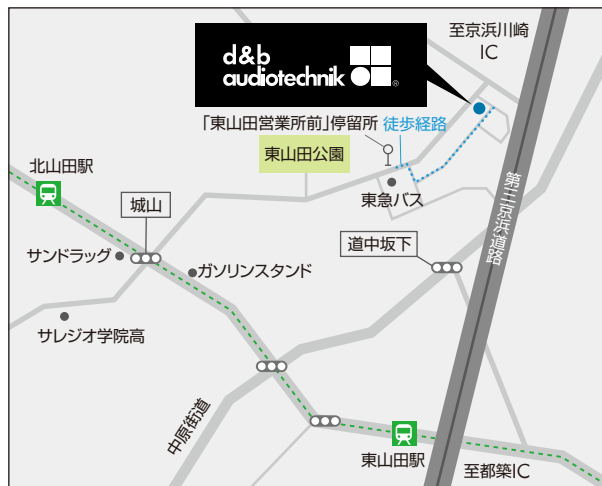 至京浜川崎
IC
d&b
audiotechnik
®
「東山田営業所前」停留所
徒歩経路
東山田公園
北山田駅
東急バス
城山
第三京浜道路
道中坂下
サンドラッグ
ガソリンスタンド
サレジオ学院高
中原街道
東山田駅
至都築IC